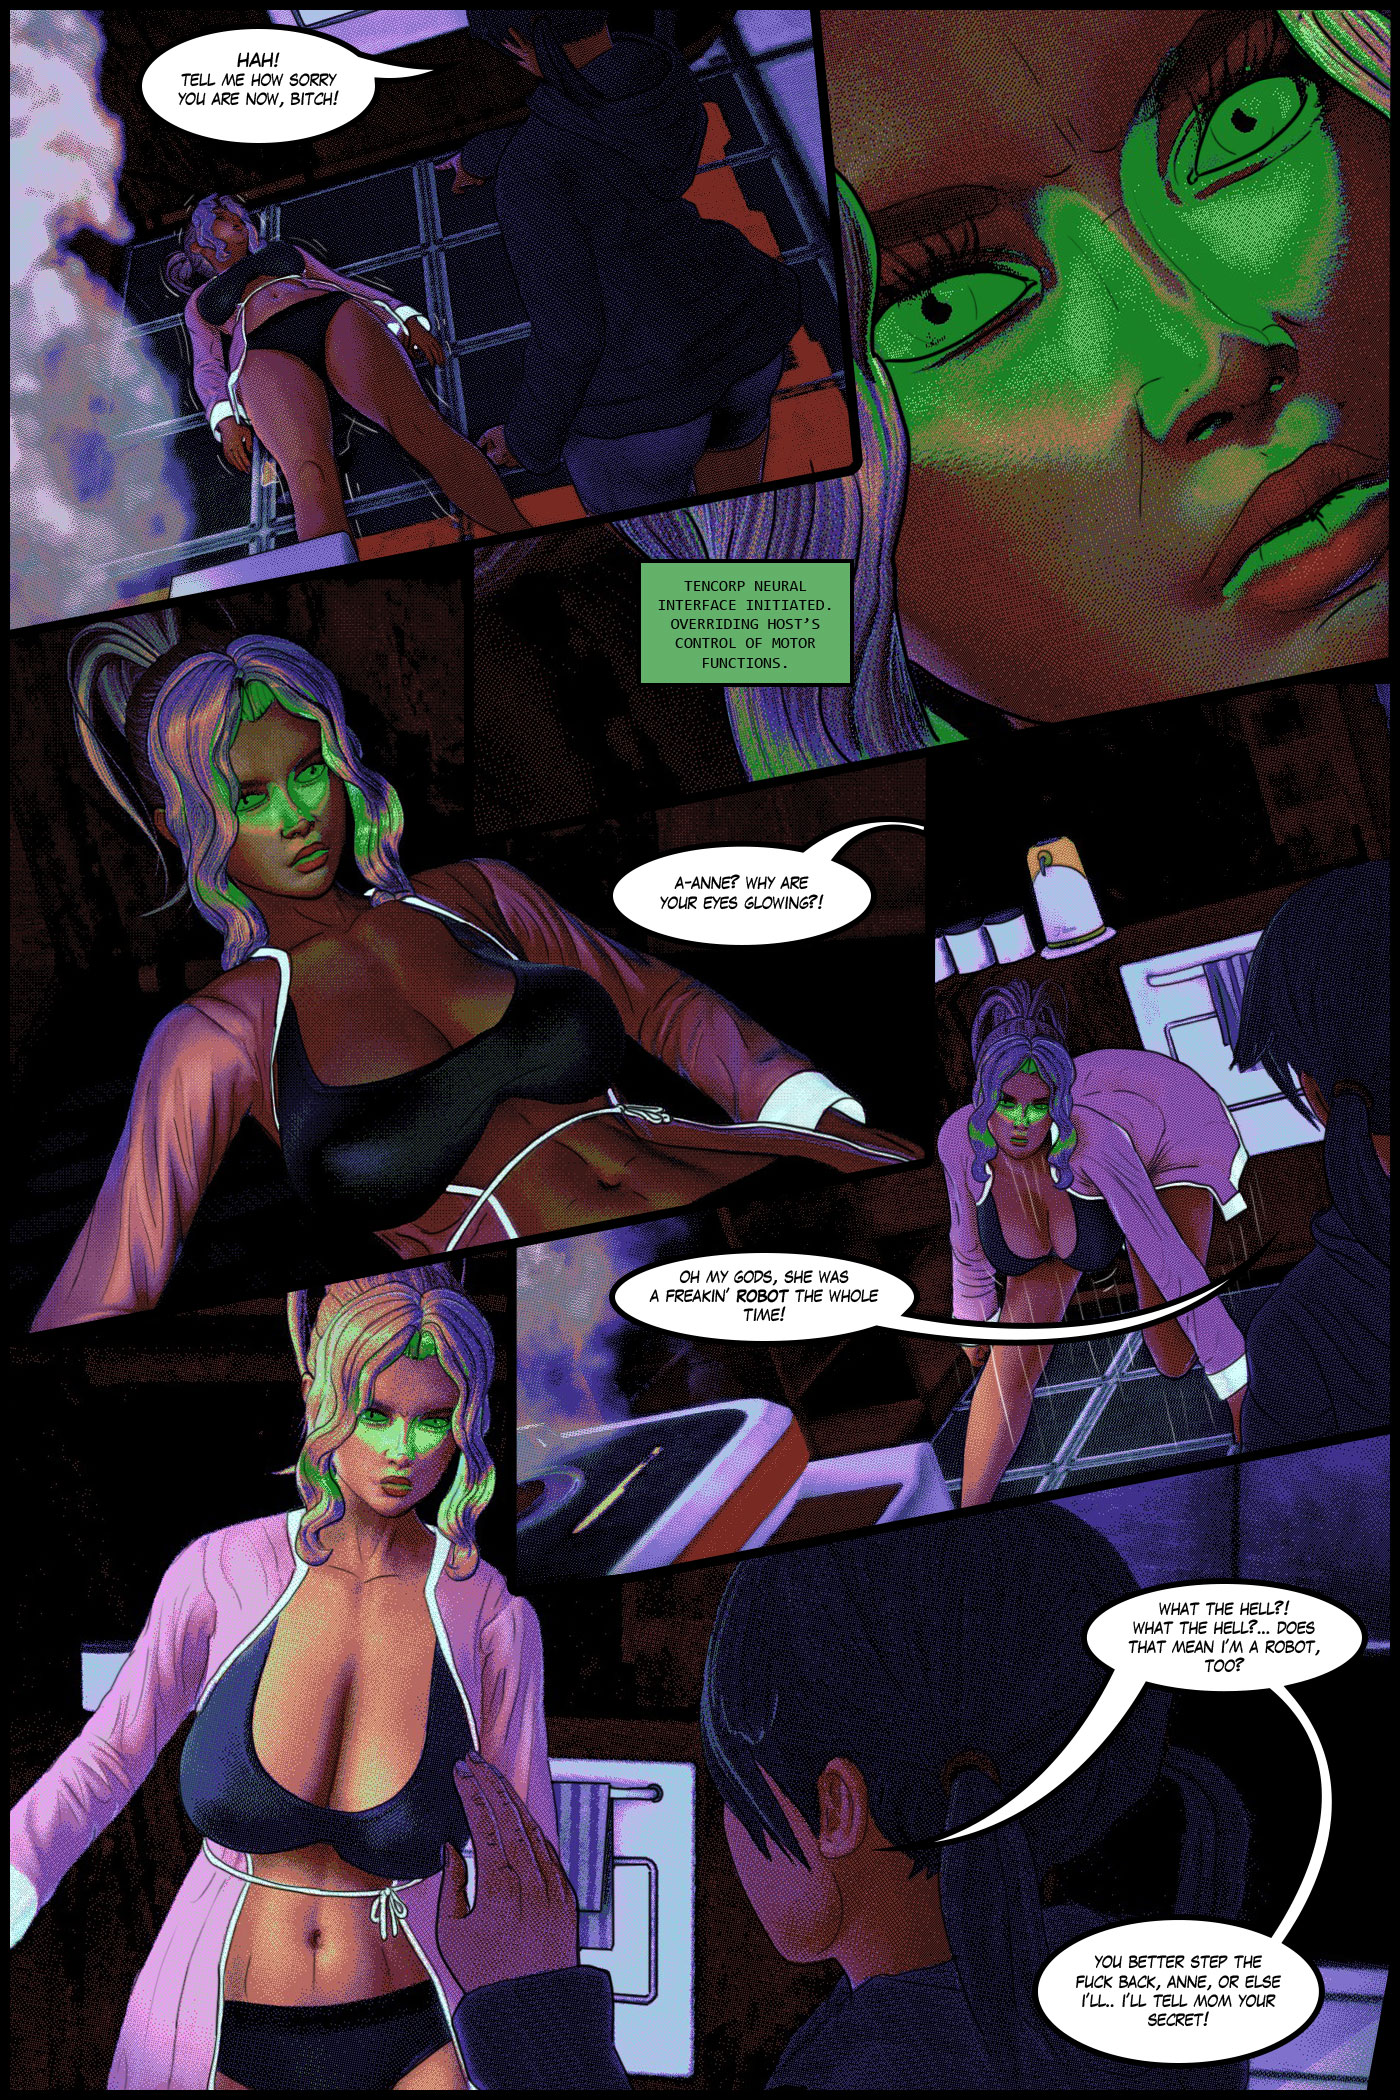 HAH!
TELL ME HOW SORRY
YOU ARE NOW, BITCH!
TENCORP NEURAL
INTERFACE INITIATED.
OVERRIDING HOST'S
CONTROL OF MOTOR
FUNCTIONS.
A-ANNE? WHY ARE
YOUR EYES GLOWING?!
OH MY GODS, SHE WAS
A FREAKIN' ROBOT THE WHOLE
TIME!
WHAT THE HELL?!
WHAT THE HELL?... DOES
THAT MEAN I'M A ROBOT,
TOO?
YOU BETTER STEP THE
FUCK BACK, ANNE, OR ELSE
I'LL.. I'LL TELL MOM YOUR
SECRET!